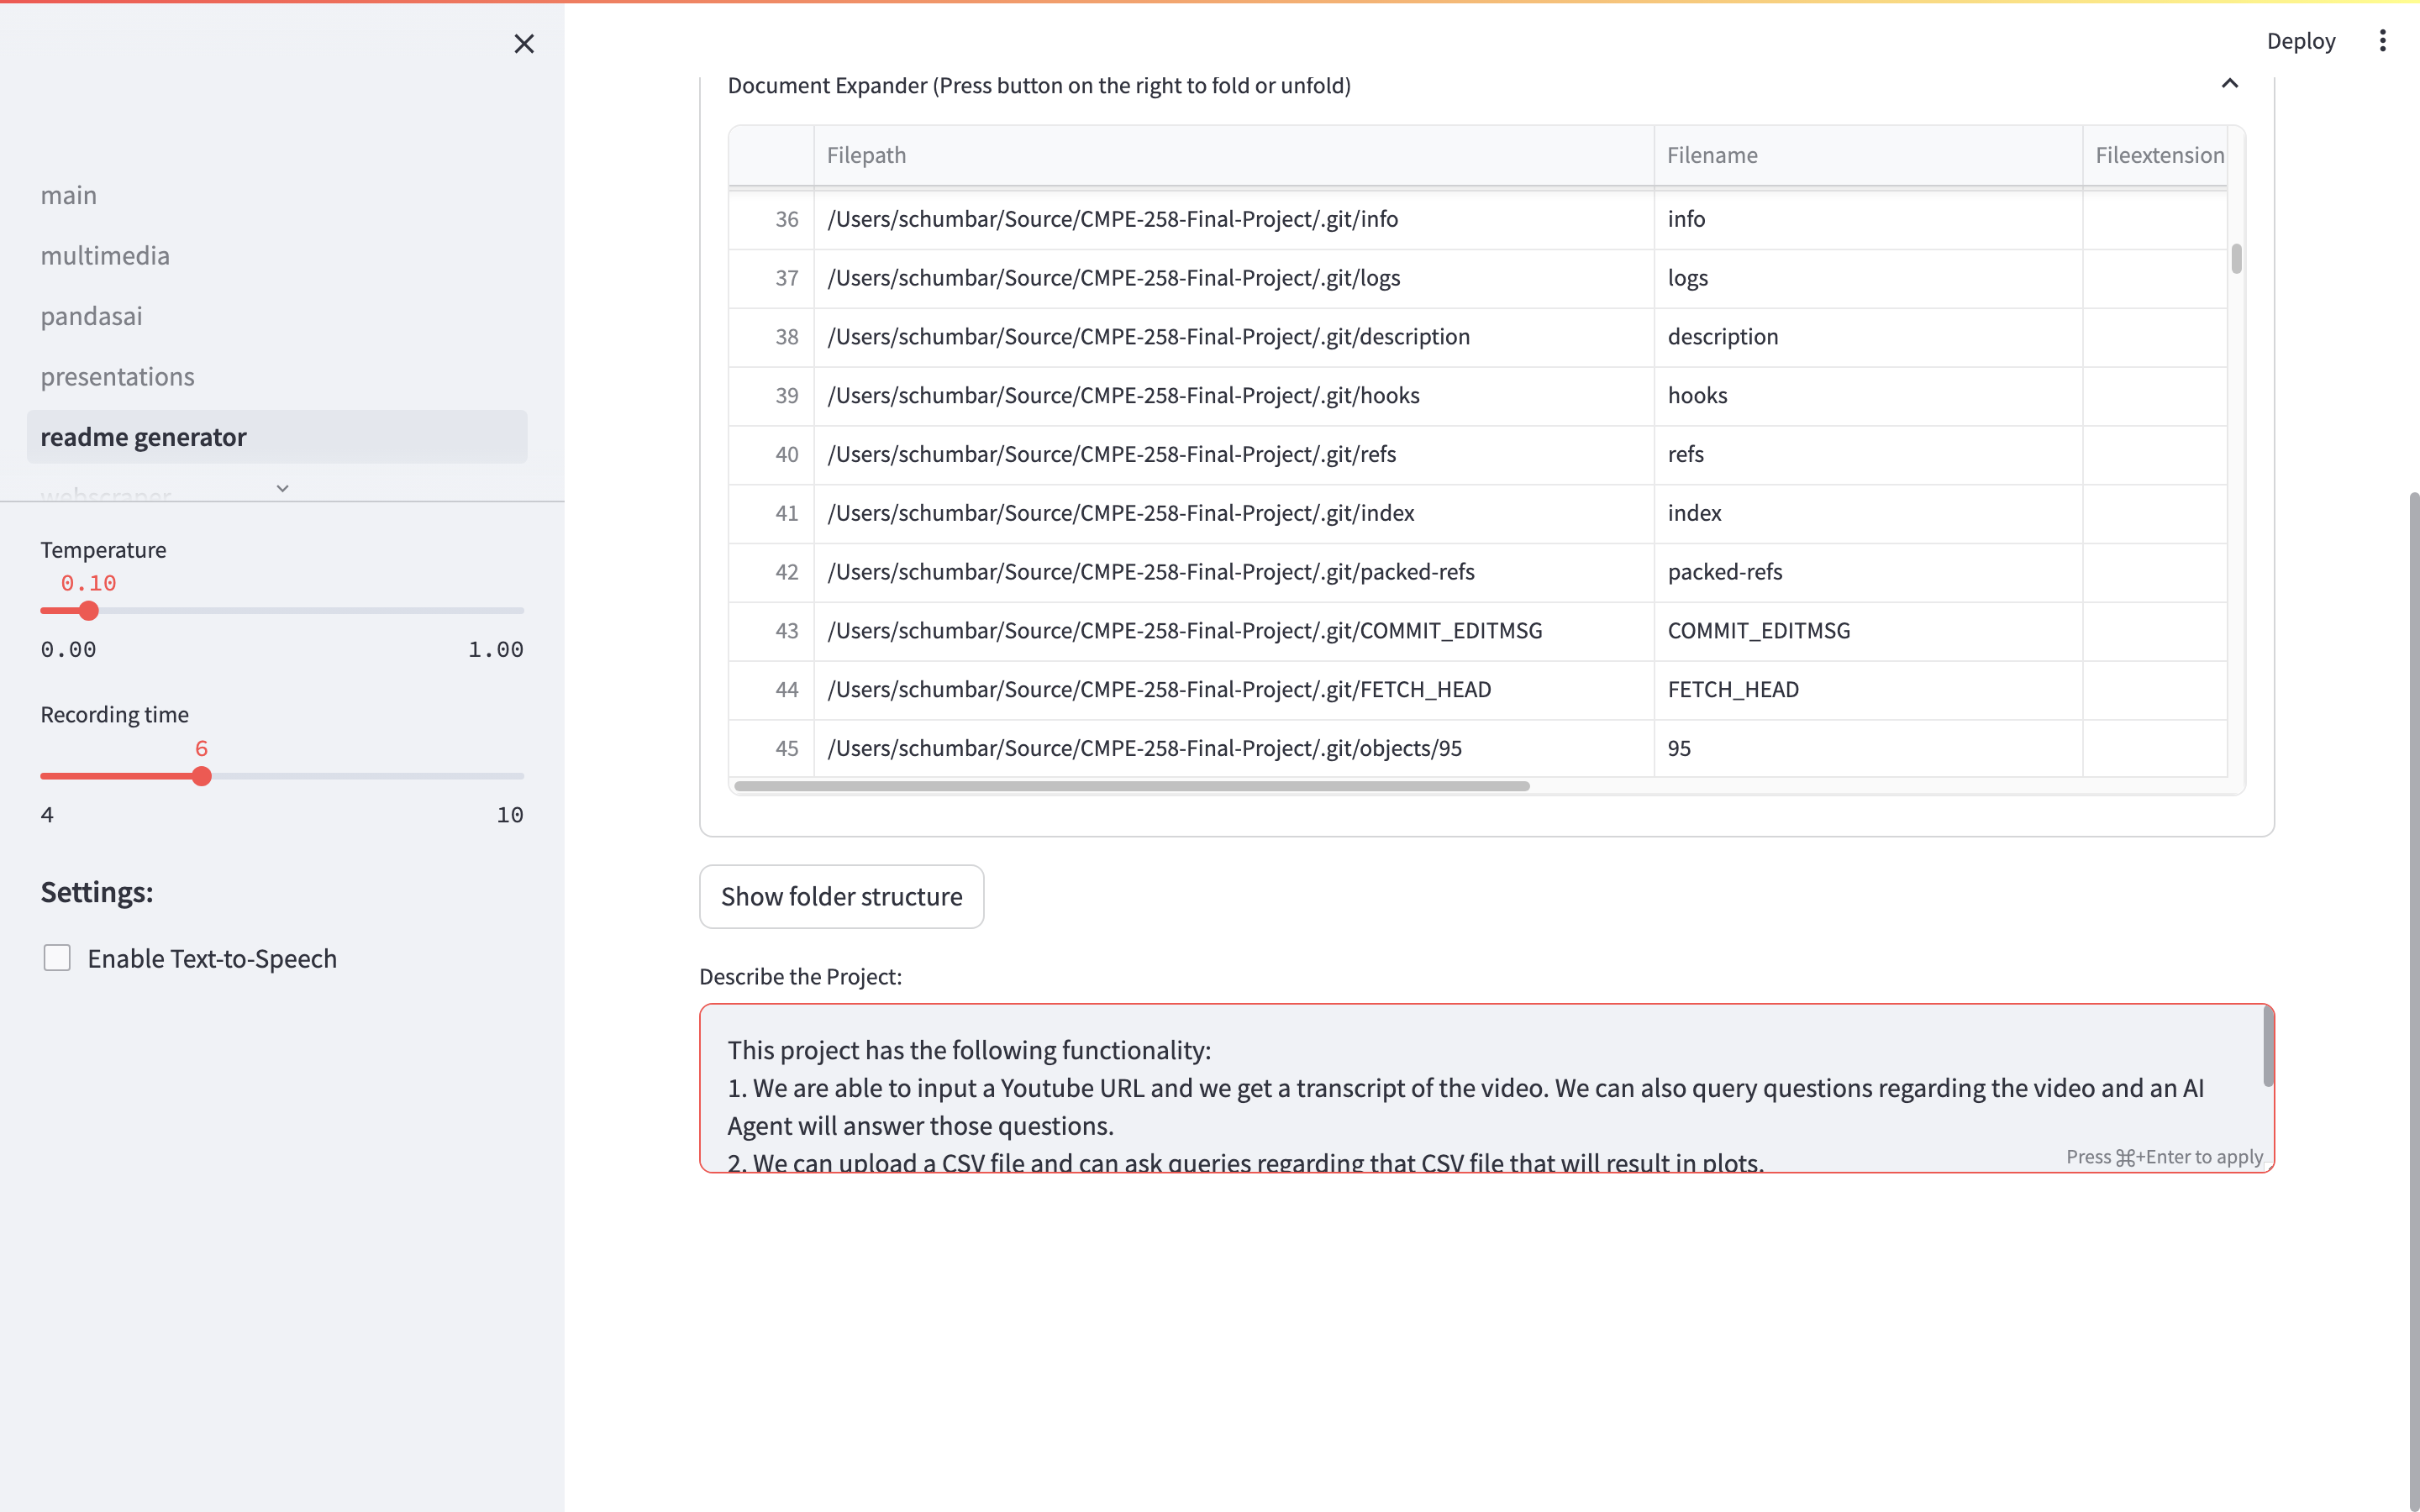 Deploy
main
multimedia
pandasai
presentations
readme generator
webscraper
Temperature
0.10
0.00 1.00
Recording time
6
4 10
Settings:
Enable Text-to-Speech
Document Expander (Press button on the right to fold or unfold)
Filepath Filename Fileextension
36 /Users/schumbar/Source/CMPE-258-Final-Project/.git/info info
37 /Users/schumbar/Source/CMPE-258-Final-Project/.git/logs logs
38 /Users/schumbar/Source/CMPE-258-Final-Project/.git/description description
39 /Users/schumbar/Source/CMPE-258-Final-Project/.git/hooks hooks
40 /Users/schumbar/Source/CMPE-258-Final-Project/.git/refs refs
41 /Users/schumbar/Source/CMPE-258-Final-Project/.git/index index
42 /Users/schumbar/Source/CMPE-258-Final-Project/.git/packed-refs packed-refs
43 /Users/schumbar/Source/CMPE-258-Final-Project/.git/COMMIT_EDITMSG COMMIT_EDITMSG
44 /Users/schumbar/Source/CMPE-258-Final-Project/.git/FETCH_HEAD FETCH_HEAD
45 /Users/schumbar/Source/CMPE-258-Final-Project/.git/objects/95 95
Show folder structure
Describe the Project:
This project has the following functionality:
1. We are able to input a Youtube URL and we get a transcript of the video. We can also query questions regarding the video and an AI
Agent will answer those questions.
2. We can upload a CSV file and can ask queries regarding that CSV file that will result in plots.
Press ⌘+Enter to apply